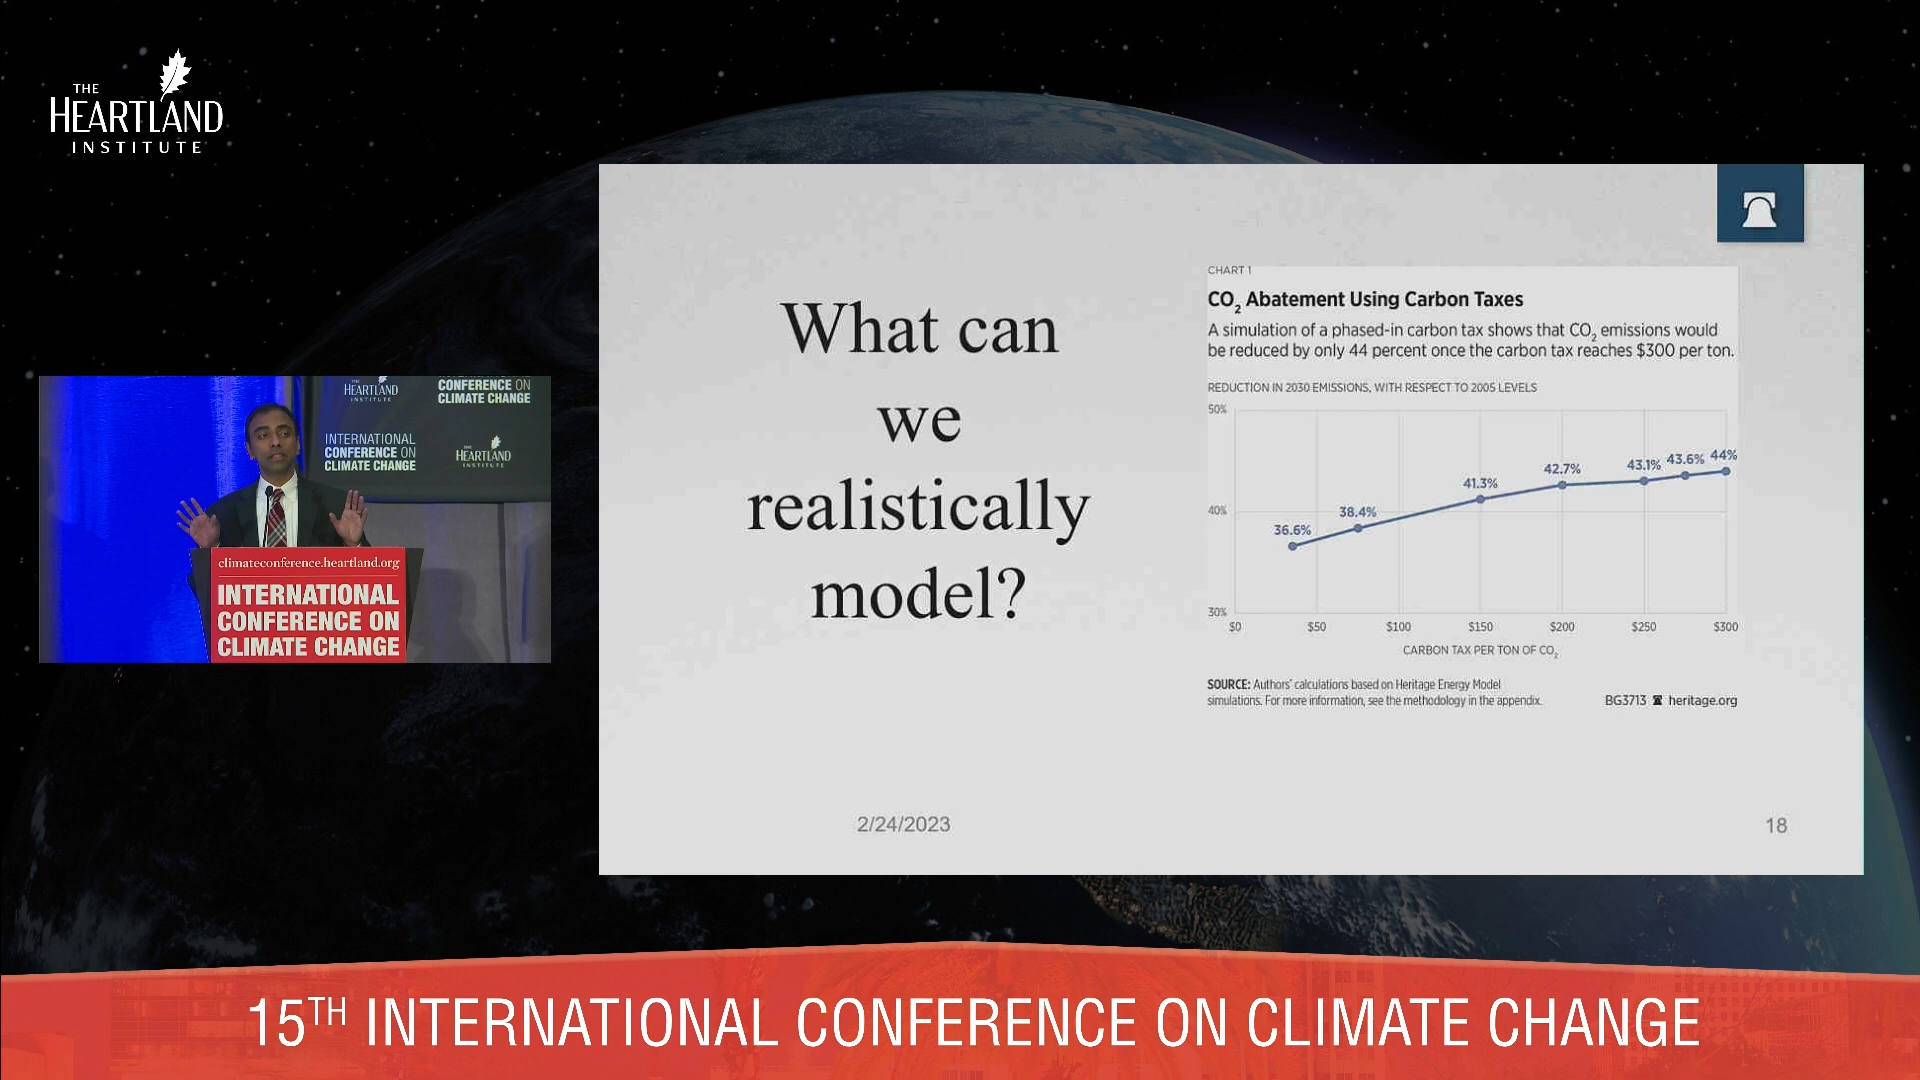 THE
HEARTLAND
INSTITUTE
THE
HEARTLAND
INSTITUTE
CONFERENCE ON
CLIMATE CHANGE
INTERNATIONAL
CONFERENCE ON
CLIMATE CHANGE
THE
HEARTLAND
INSTITUTE
climateconference.heartland.org
INTERNATIONAL
CONFERENCE ON
CLIMATE CHANGE
What can
we
realistically
model?
CHART 1
CO₂ Abatement Using Carbon Taxes
A simulation of a phased-in carbon tax shows that CO₂ emissions would
be reduced by only 44 percent once the carbon tax reaches $300 per ton.
REDUCTION IN 2030 EMISSIONS, WITH RESPECT TO 2005 LEVELS
50%
40%
30%
36.6%
38.4%
41.3%
42.7%
43.1%
43.6%
44%
$0
$50
$100
$150
$200
$250
$300
CARBON TAX PER TON OF CO₂
SOURCE: Authors' calculations based on Heritage Energy Model
simulations. For more information, see the methodology in the appendix.
BG3713 heritage.org
2/24/2023
18
15TH INTERNATIONAL CONFERENCE ON CLIMATE CHANGE